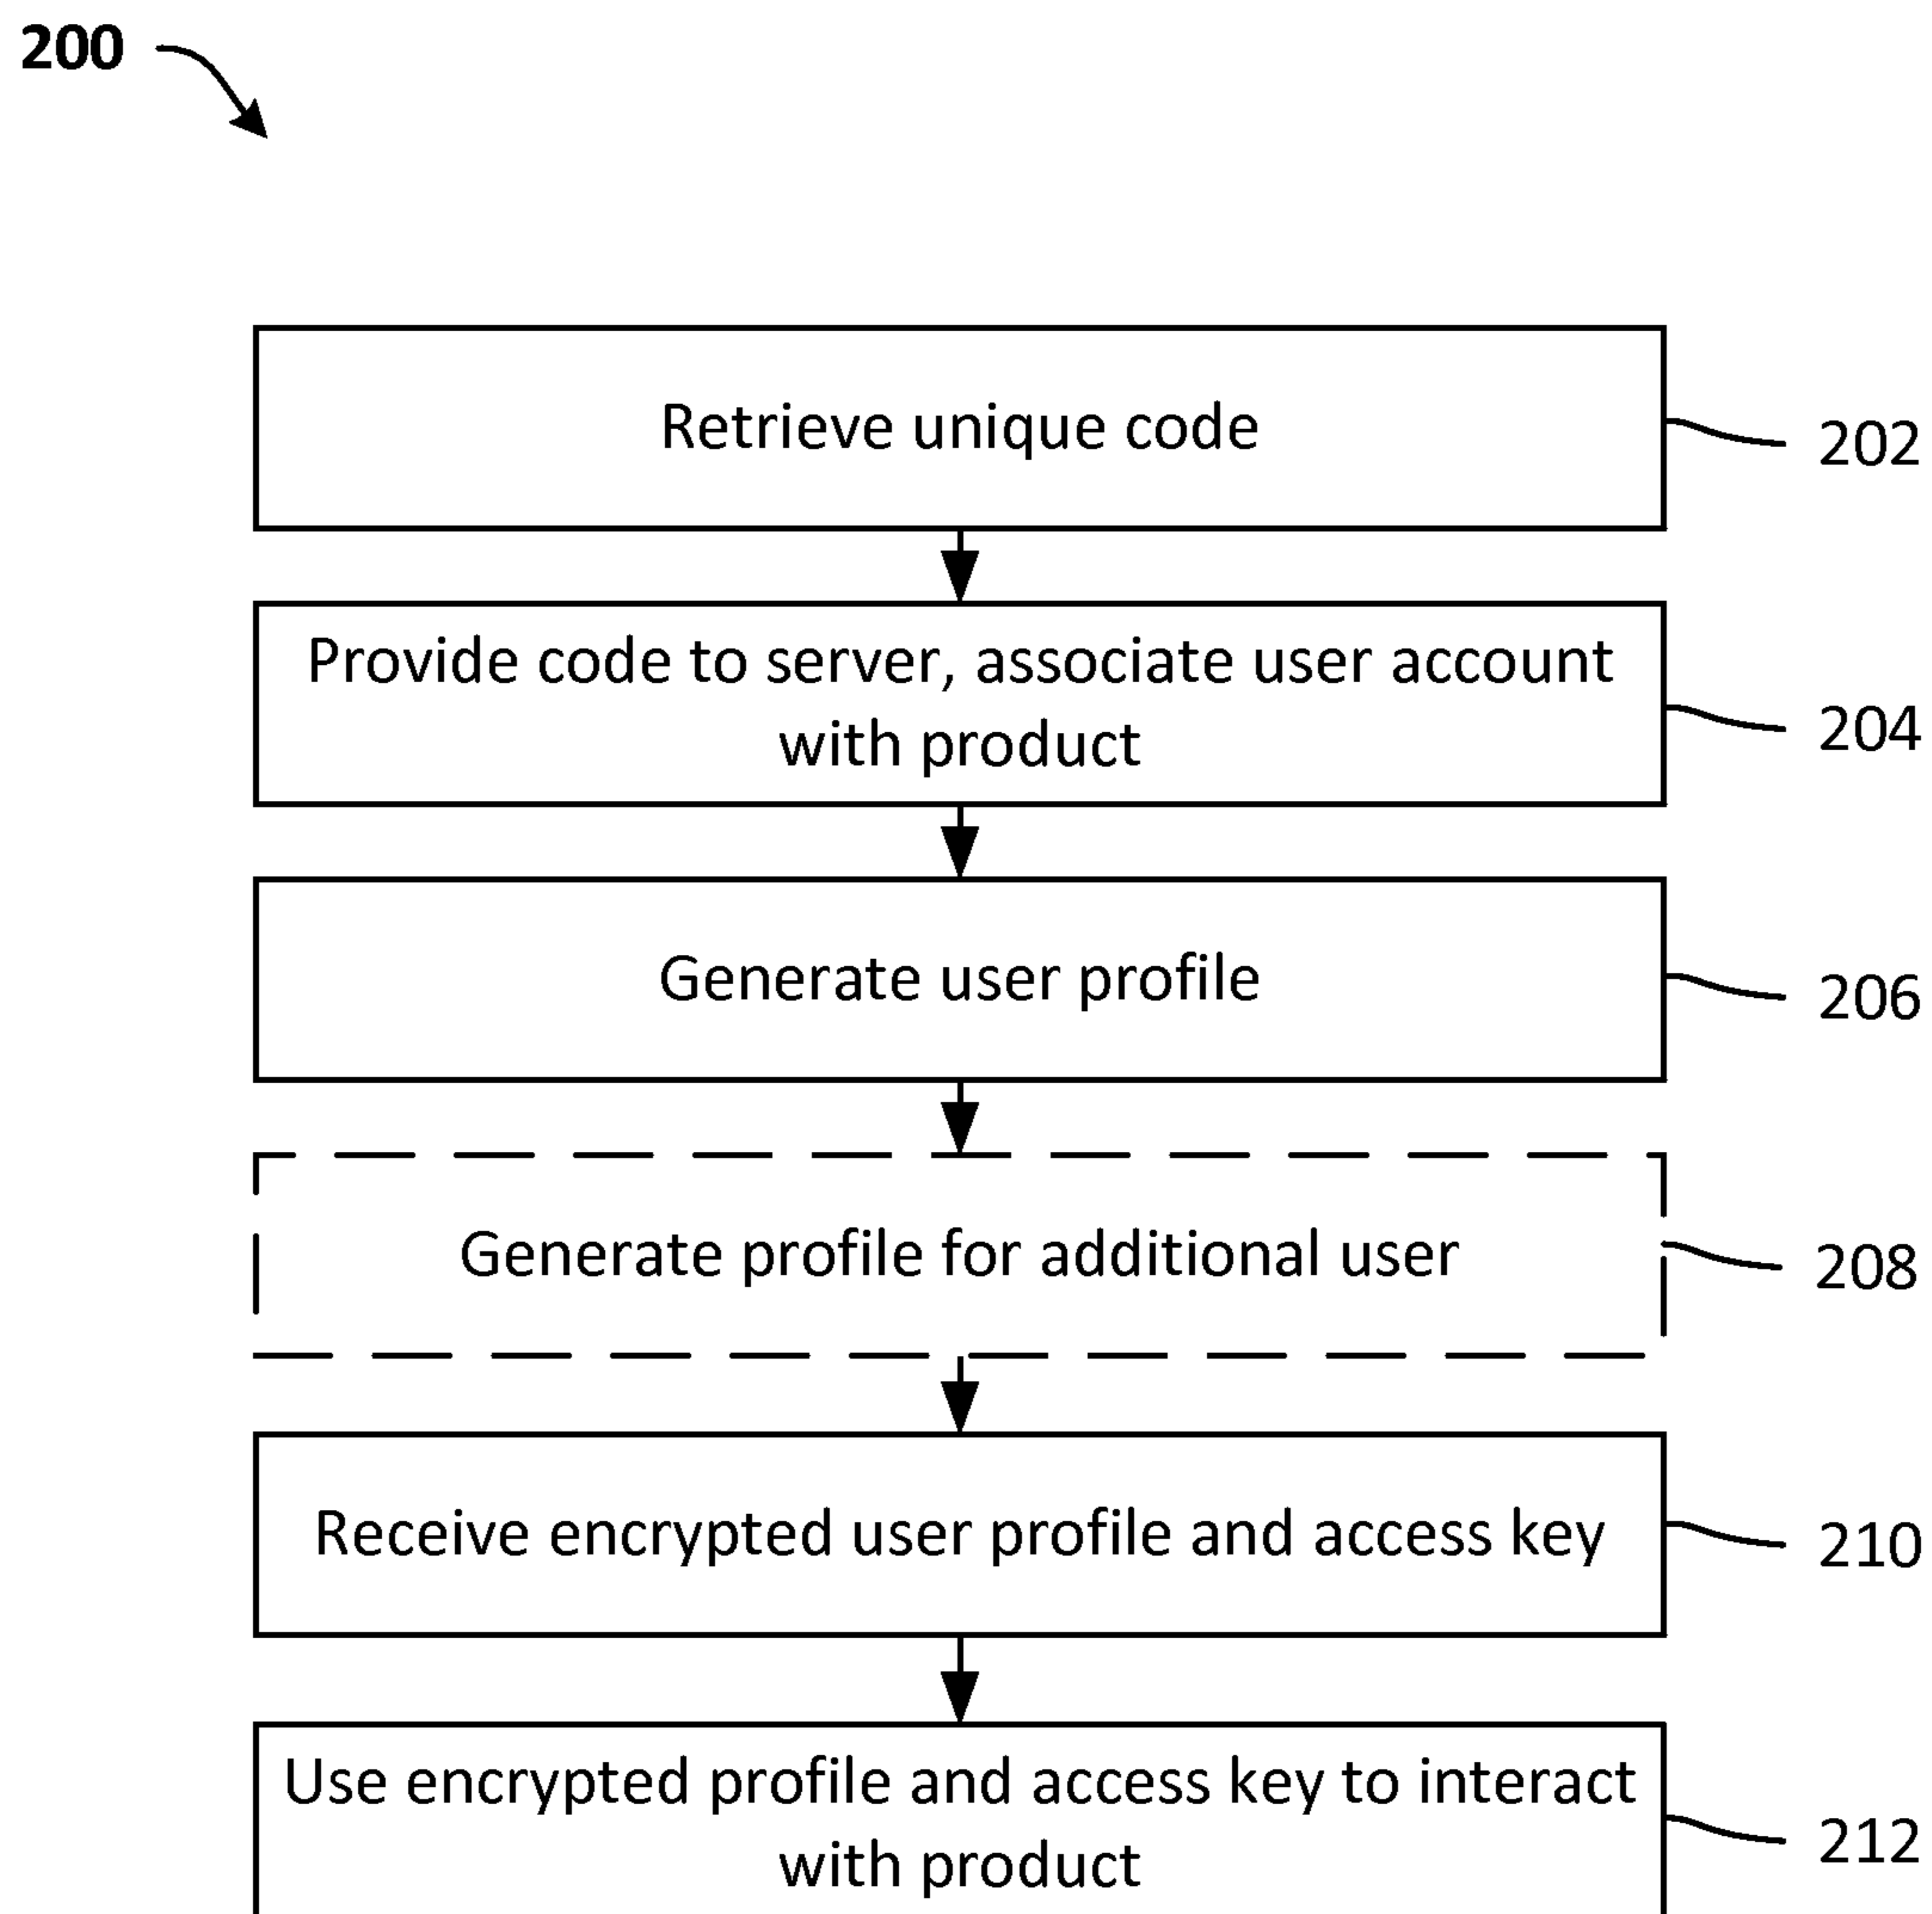 200
Retrieve unique code
202
Provide code to server, associate user account
with product
204
Generate user profile
206
Generate profile for additional user
208
Receive encrypted user profile and access key
210
Use encrypted profile and access key to interact
with product
212